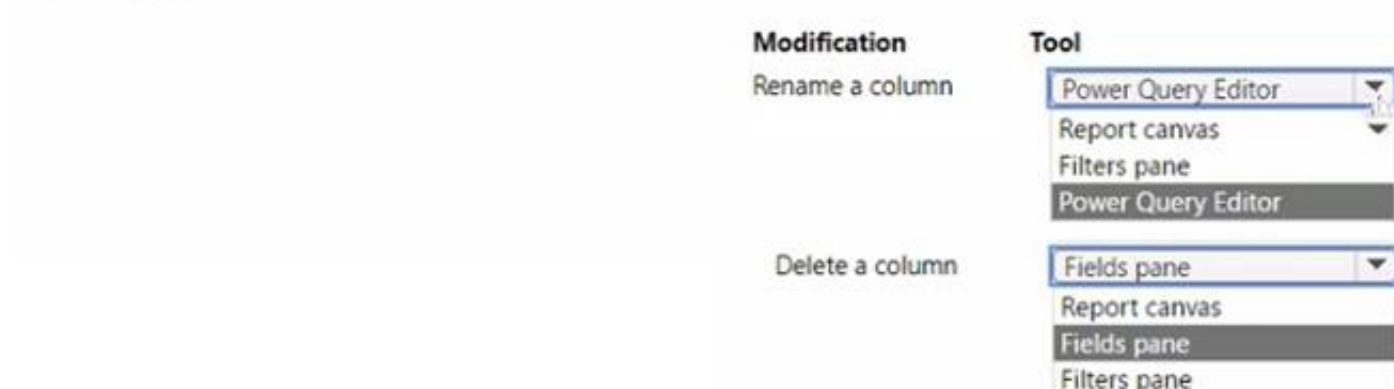 Modification Tool
Rename a column Power Query Editor
Report canvas
Filters pane
Power Query Editor
Delete a column Fields pane
Report canvas
Fields pane
Filters pane